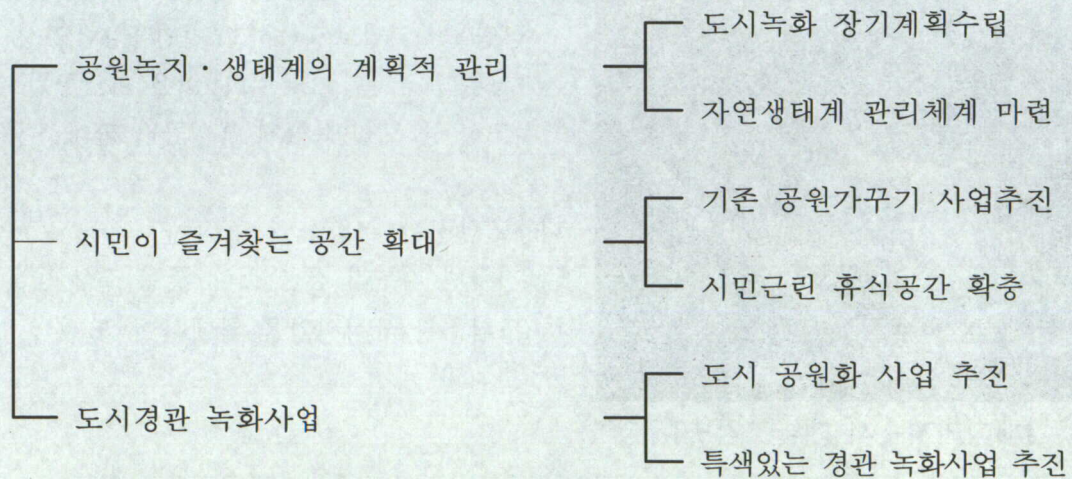 공원녹지·생태계의 계획적 관리
도시녹화 장기계획수립
자연생태계 관리체계 마련
시민이 즐겨찾는 공간 확대
기존 공원가꾸기 사업추진
시민근린 휴식공간 확충
도시경관 녹화사업
도시 공원화 사업 추진
특색있는 경관 녹화사업 추진